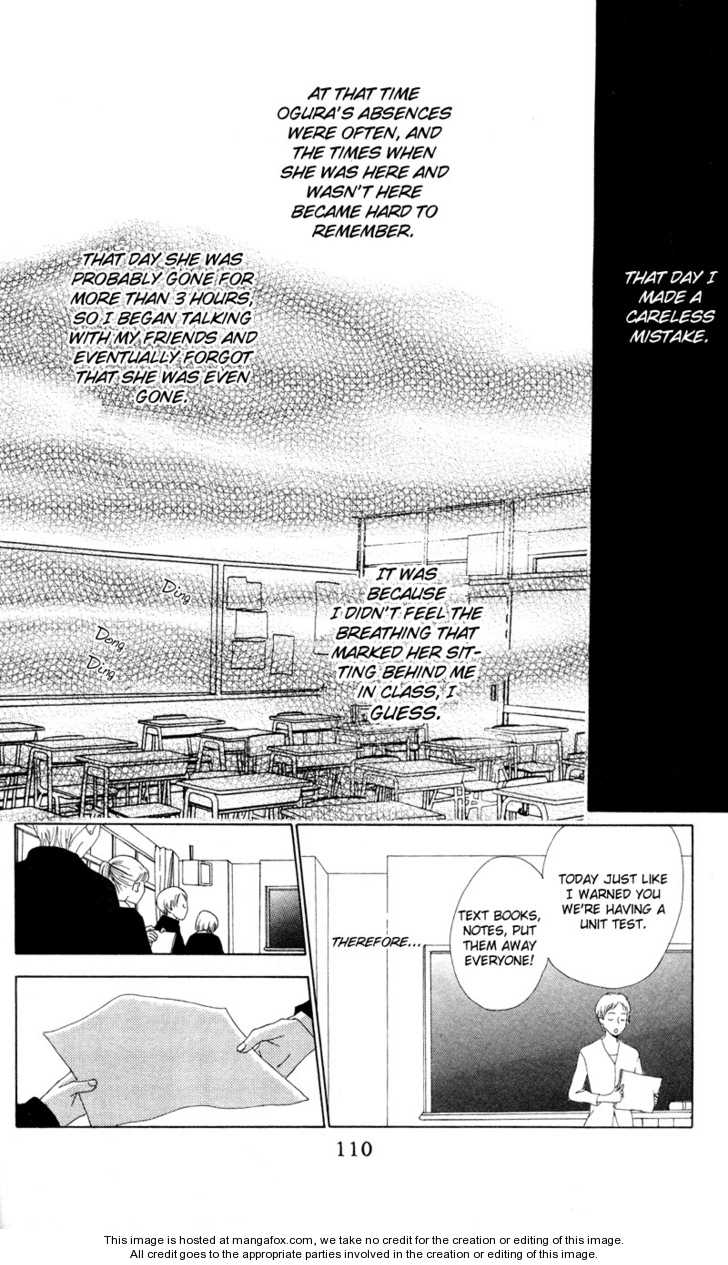 THAT DAY I
MADE A
CARELESS
MISTAKE.
AT THAT TIME
OGURA'S ABSENCES
WERE OFTEN, AND
THE TIMES WHEN
SHE WAS HERE AND
WASN'T HERE
BECAME HARD TO
REMEMBER.
THAT DAY SHE WAS
PROBABLY GONE FOR
MORE THAN 3 HOURS,
SO I BEGAN TALKING
WITH MY FRIENDS AND
EVENTUALLY FORGOT
THAT SHE WAS EVEN
GONE.
IT WAS
BECAUSE
I DIDN'T FEEL THE
BREATHING THAT
MARKED HER SIT-
TING BEHIND ME
IN CLASS, I
GUESS.
Ding
Dong
Ding
TODAY JUST LIKE
I WARNED YOU
WE'RE HAVING A
UNIT TEST.
TEXT BOOKS,
NOTES, PUT
THEM AWAY
EVERYONE!
THEREFORE...
110
This image is hosted at mangafox.com, we take no credit for the creation or editing of this image.
All credit goes to the appropriate parties involved in the creation or editing of this image.